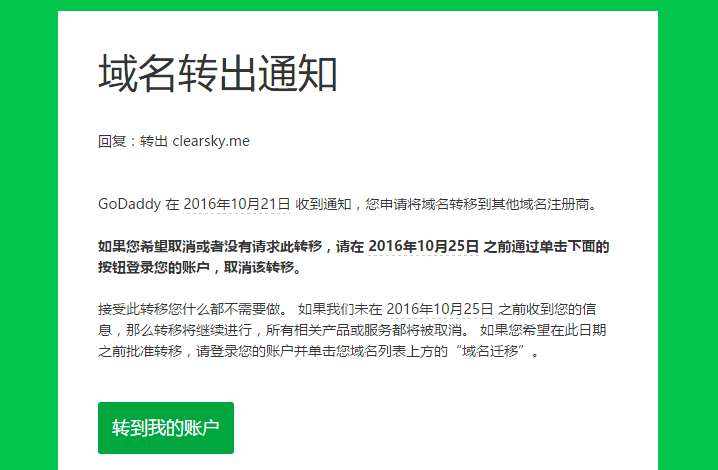 域名转出通知
回复：转出 clearsky.me
GoDaddy 在 2016年10月21日 收到通知，您申请将域名转移到其他域名注册商。
如果您希望取消或者没有请求此转移，请在 2016年10月25日 之前通过单击下面的
按钮登录您的账户，取消该转移。
接受此转移您什么都不需要做。 如果我们未在 2016年10月25日 之前收到您的信
息，那么转移将继续进行，所有相关产品或服务都将被取消。 如果您希望在此日期
之前批准转移，请登录您的账户并单击您域名列表上方的“域名迁移”。
转到我的账户